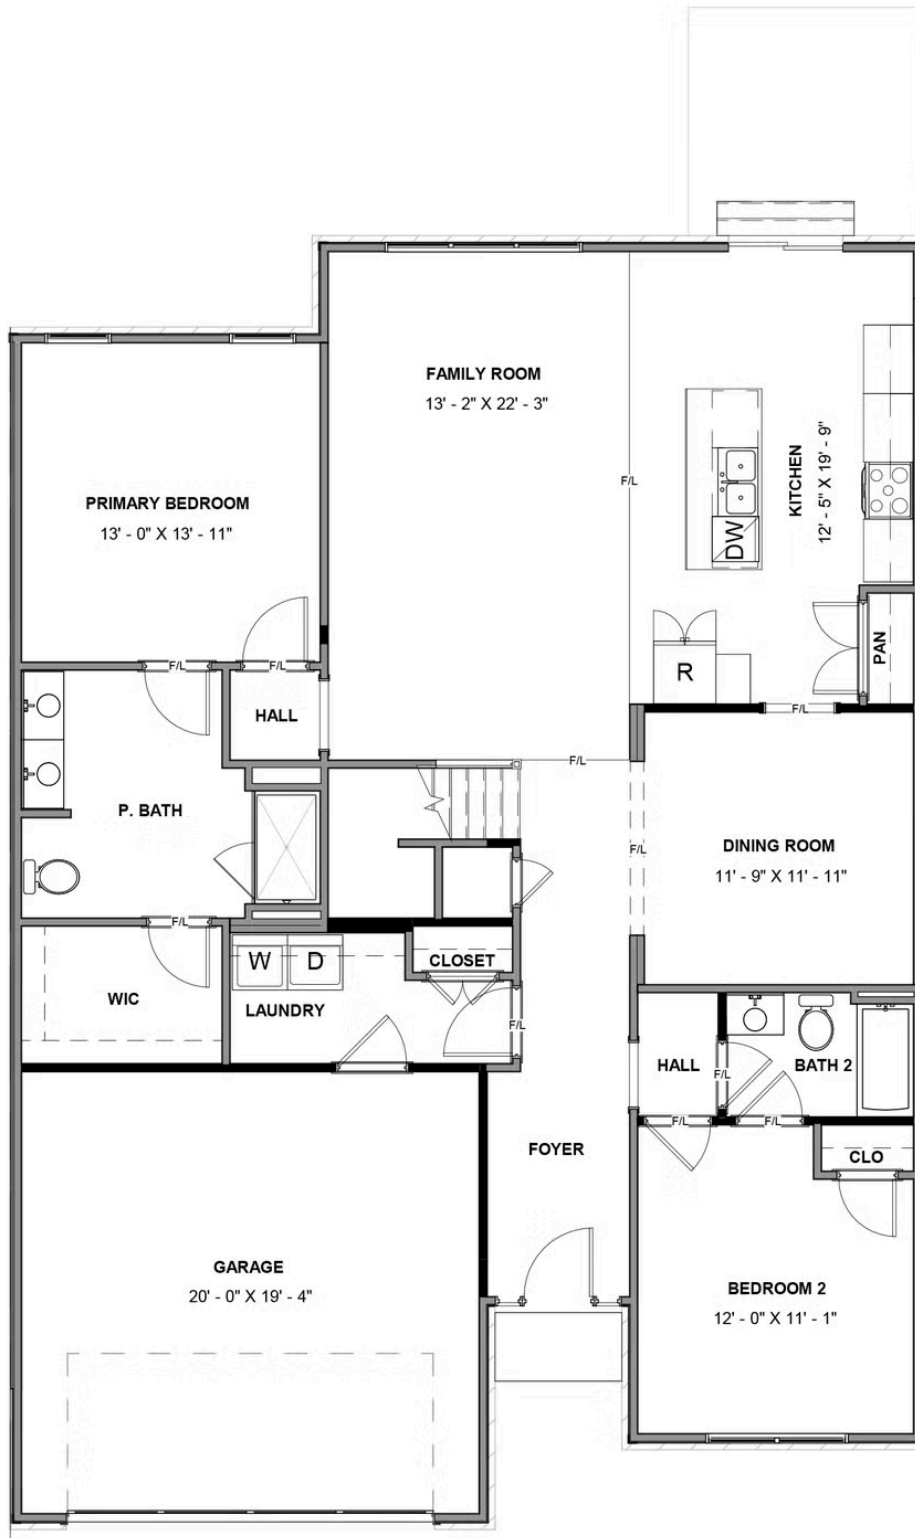 FAMILY ROOM
13' - 2" X 22' - 3"
F/L
KITCHEN
12' - 5" X 19' - 9"
DW
PRIMARY BEDROOM
13' - 0" X 13' - 11"
R
PAN
F/L
F/L
HALL
F/L
F/L
P. BATH
F/L
DINING ROOM
11' - 9" X 11' - 11"
F/L
W
D
CLOSET
WIC
LAUNDRY
F/L
HALL
F/L
BATH 2
F/L
F/L
FOYER
CLO
GARAGE
20' - 0" X 19' - 4"
BEDROOM 2
12' - 0" X 11' - 1"